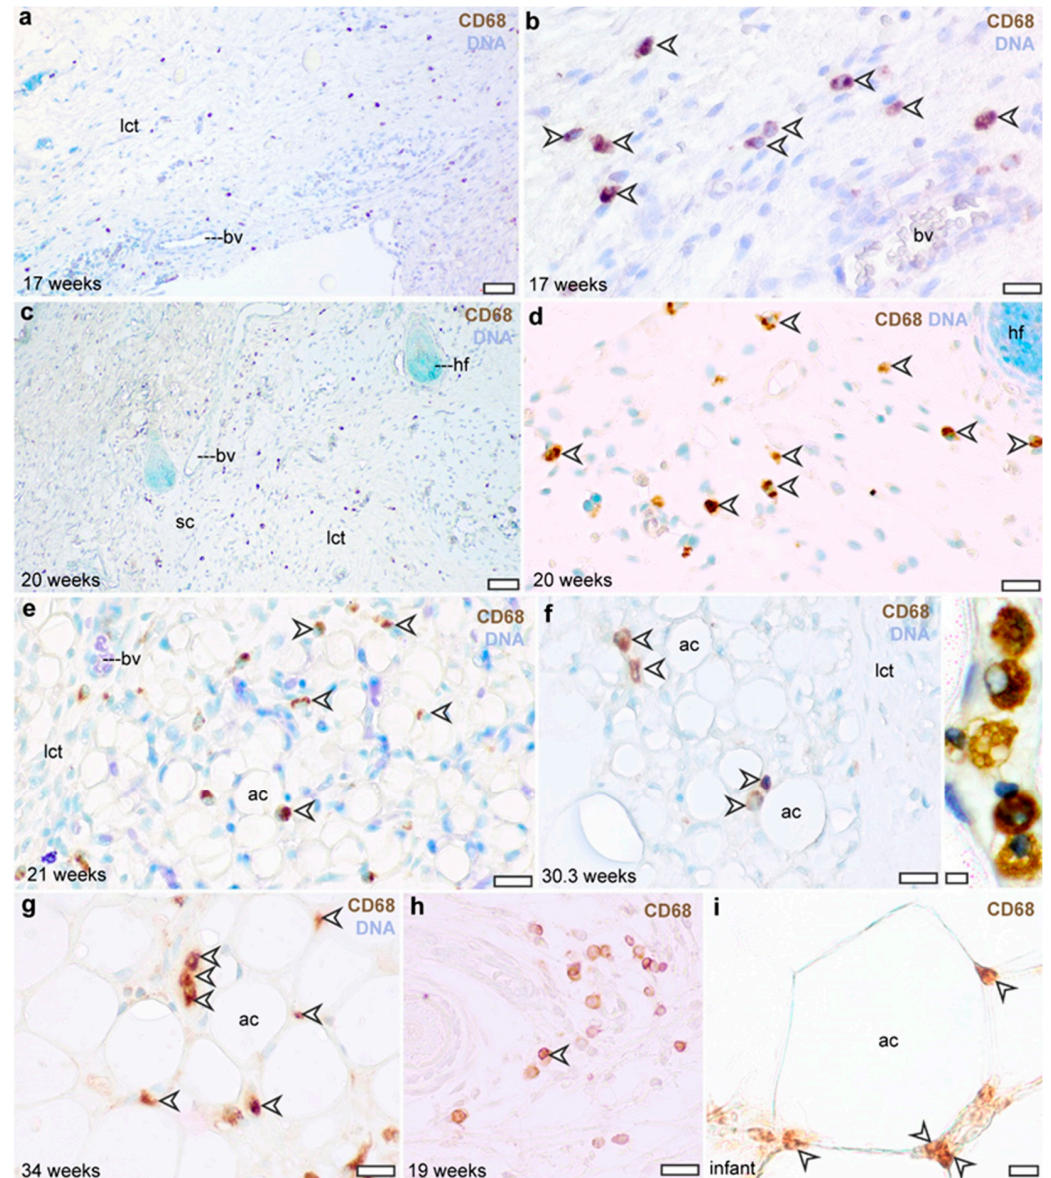 a
CD68
DNA
lct
---bv
17 weeks
b
CD68
DNA
bv
17 weeks
c
CD68
DNA
---hf
---bv
sc
lct
20 weeks
d
CD68 DNA
hf
20 weeks
e
CD68
DNA
---bv
lct
ac
21 weeks
f
CD68
DNA
ac
lct
ac
30.3 weeks
g
CD68
DNA
ac
34 weeks
h
CD68
19 weeks
i
CD68
ac
infant